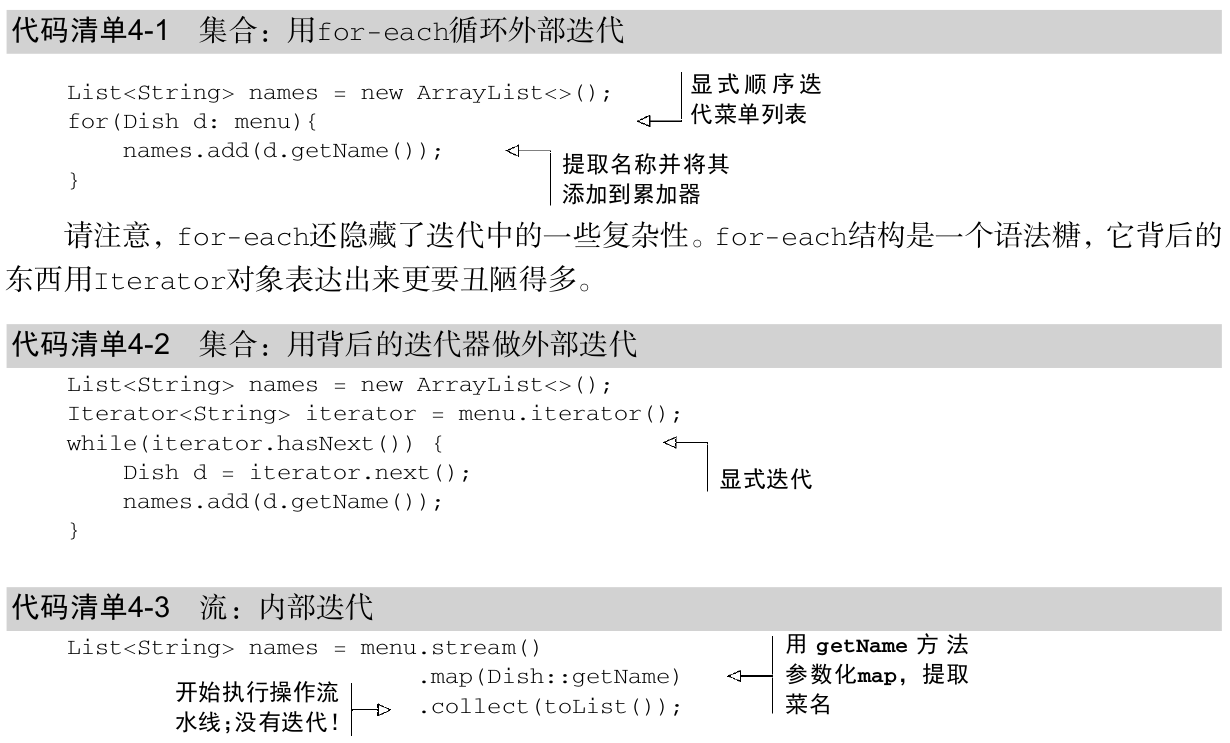 代码清单4-1 集合：用for-each循环外部迭代
List<String> names = new ArrayList<>();
显式顺序迭
代菜单列表
for(Dish d: menu){
names.add(d.getName());
提取名称并将其
添加到累加器
}
请注意，for-each还隐藏了迭代中的一些复杂性。for-each结构是一个语法糖，它背后的
东西用Iterator对象表达出来更要丑陋得多。
代码清单4-2 集合：用背后的迭代器做外部迭代
List<String> names = new ArrayList<>();
Iterator<String> iterator = menu.iterator();
while(iterator.hasNext()) {
显式迭代
Dish d = iterator.next();
names.add(d.getName());
}
代码清单4-3 流：内部迭代
List<String> names = menu.stream()
.map(Dish::getName)
用 getName 方法
参数化map，提取
菜名
.collect(toList());
开始执行操作流
水线；没有迭代！